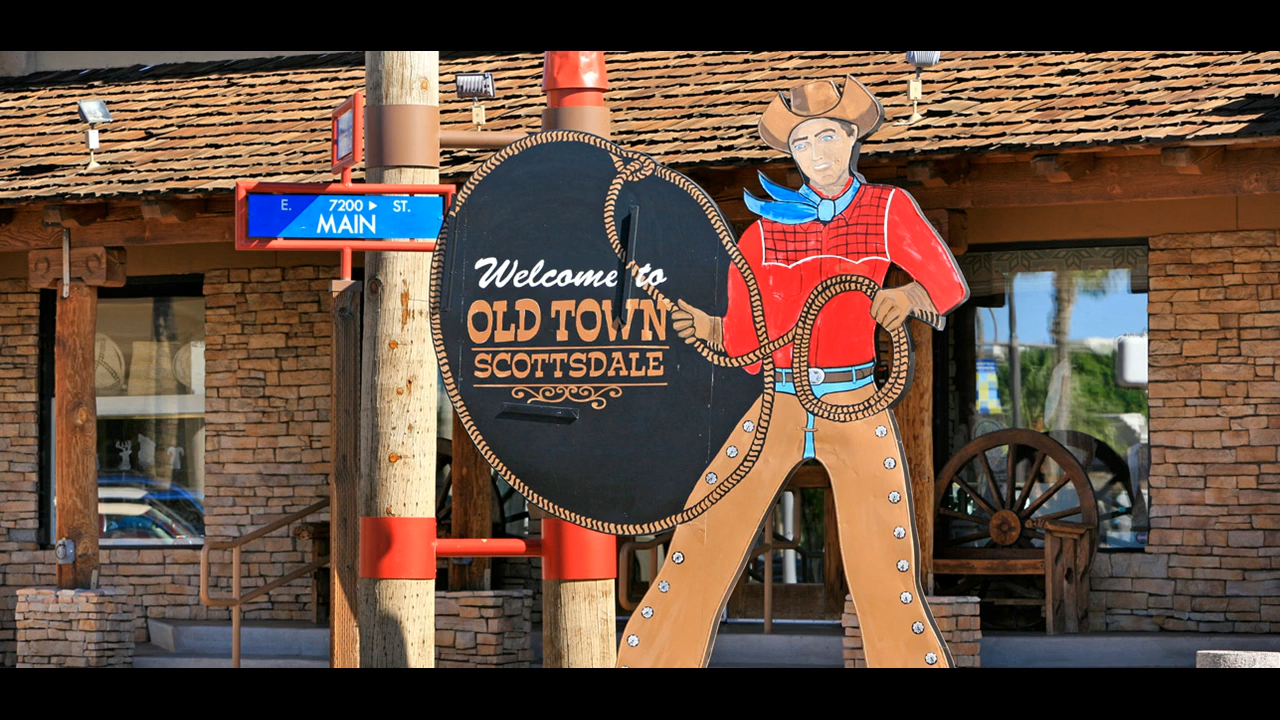 E. 7200 ▶ ST.
MAIN
Welcome to
OLD TOWN
SCOTTSDALE